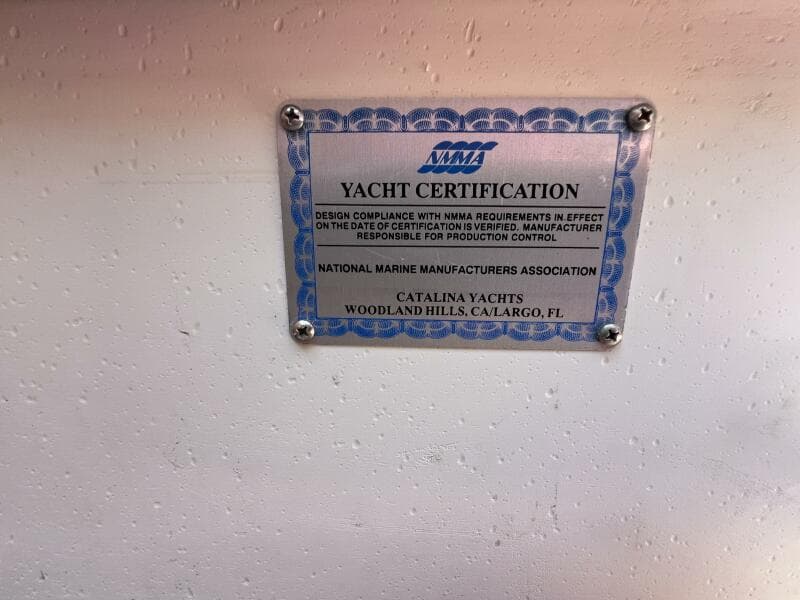 NMMA
YACHT CERTIFICATION
DESIGN COMPLIANCE WITH NMMA REQUIREMENTS IN EFFECT
ON THE DATE OF CERTIFICATION IS VERIFIED. MANUFACTURER
RESPONSIBLE FOR PRODUCTION CONTROL
NATIONAL MARINE MANUFACTURERS ASSOCIATION
CATALINA YACHTS
WOODLAND HILLS, CA/LARGO, FL